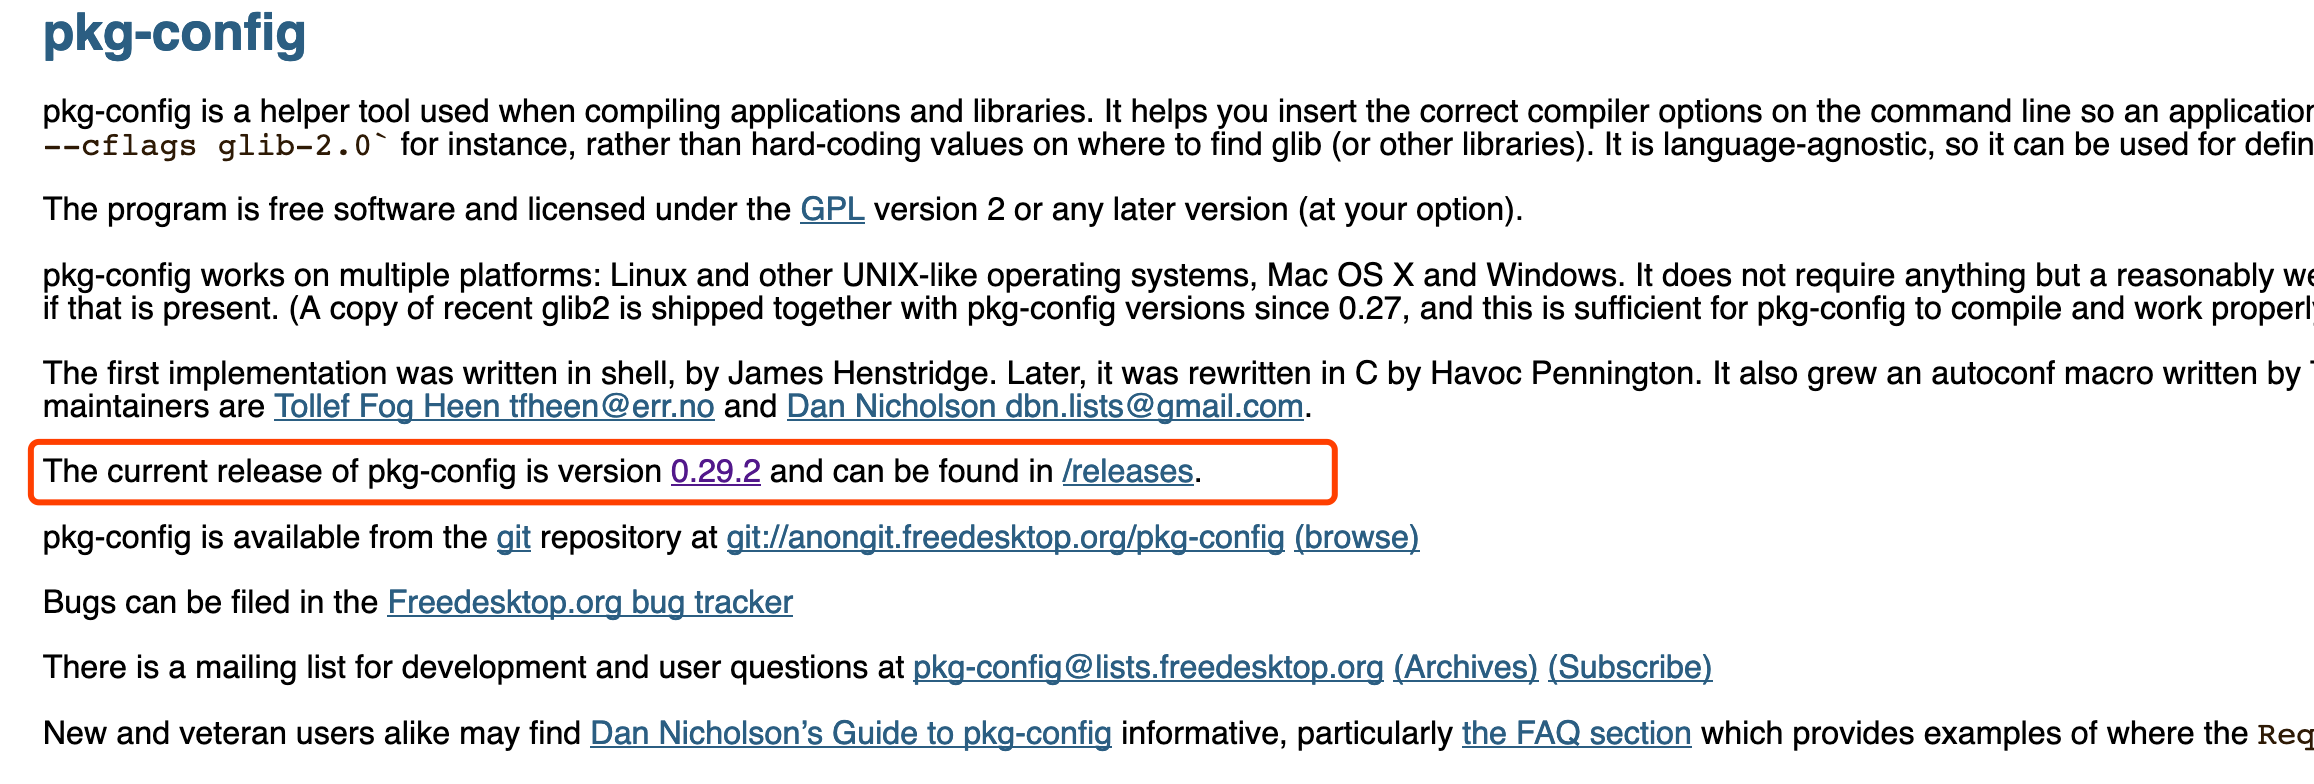 pkg-config
pkg-config is a helper tool used when compiling applications and libraries. It helps you insert the correct compiler options on the command line so an application
--cflags glib-2.0` for instance, rather than hard-coding values on where to find glib (or other libraries). It is language-agnostic, so it can be used for defin
The program is free software and licensed under the GPL version 2 or any later version (at your option).
pkg-config works on multiple platforms: Linux and other UNIX-like operating systems, Mac OS X and Windows. It does not require anything but a reasonably we
if that is present. (A copy of recent glib2 is shipped together with pkg-config versions since 0.27, and this is sufficient for pkg-config to compile and work properly
The first implementation was written in shell, by James Henstridge. Later, it was rewritten in C by Havoc Pennington. It also grew an autoconf macro written by
maintainers are Tollef Fog Heen tfheen@err.no and Dan Nicholson dbn.lists@gmail.com.
The current release of pkg-config is version 0.29.2 and can be found in /releases.
pkg-config is available from the git repository at git://anongit.freedesktop.org/pkg-config (browse)
Bugs can be filed in the Freedesktop.org bug tracker
There is a mailing list for development and user questions at pkg-config@lists.freedesktop.org (Archives) (Subscribe)
New and veteran users alike may find Dan Nicholson’s Guide to pkg-config informative, particularly the FAQ section which provides examples of where the Req